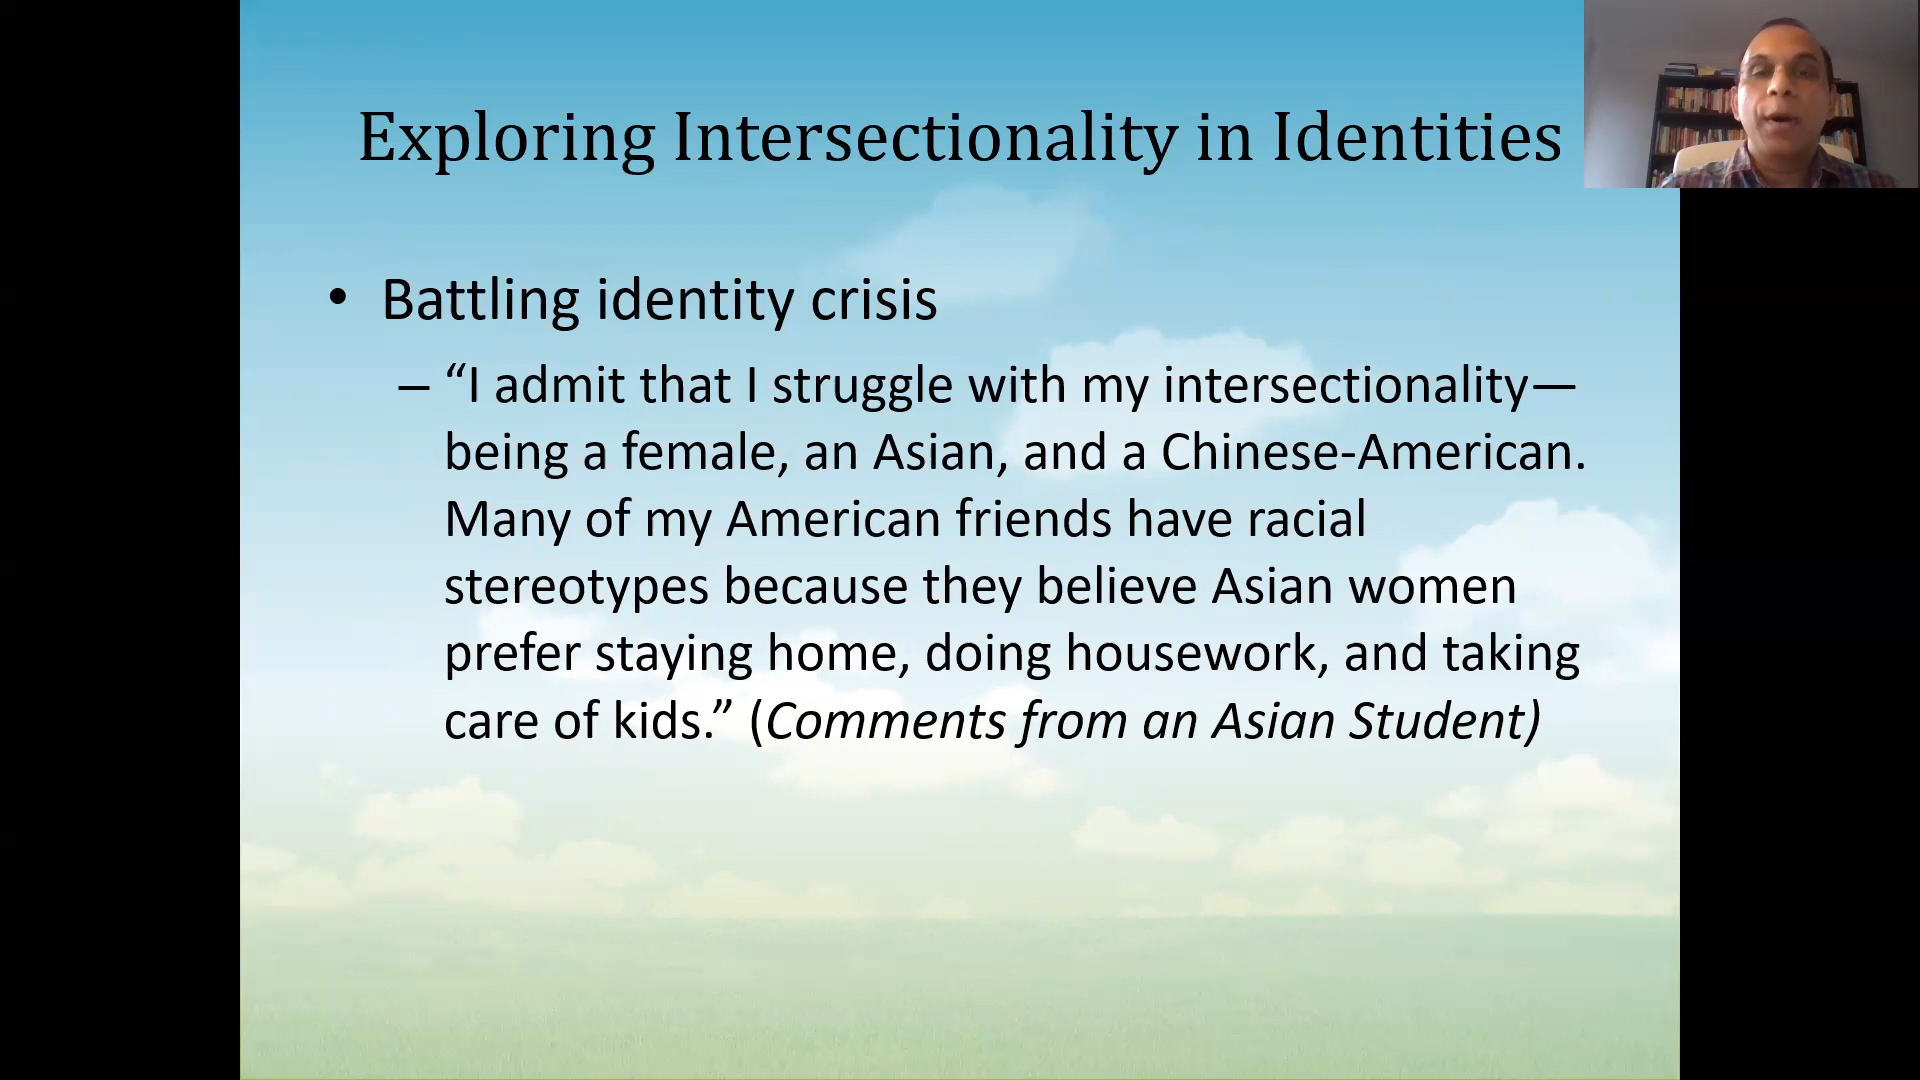 Exploring Intersectionality in Identities
• Battling identity crisis
– “I admit that I struggle with my intersectionality—
being a female, an Asian, and a Chinese-American.
Many of my American friends have racial
stereotypes because they believe Asian women
prefer staying home, doing housework, and taking
care of kids.” (Comments from an Asian Student)